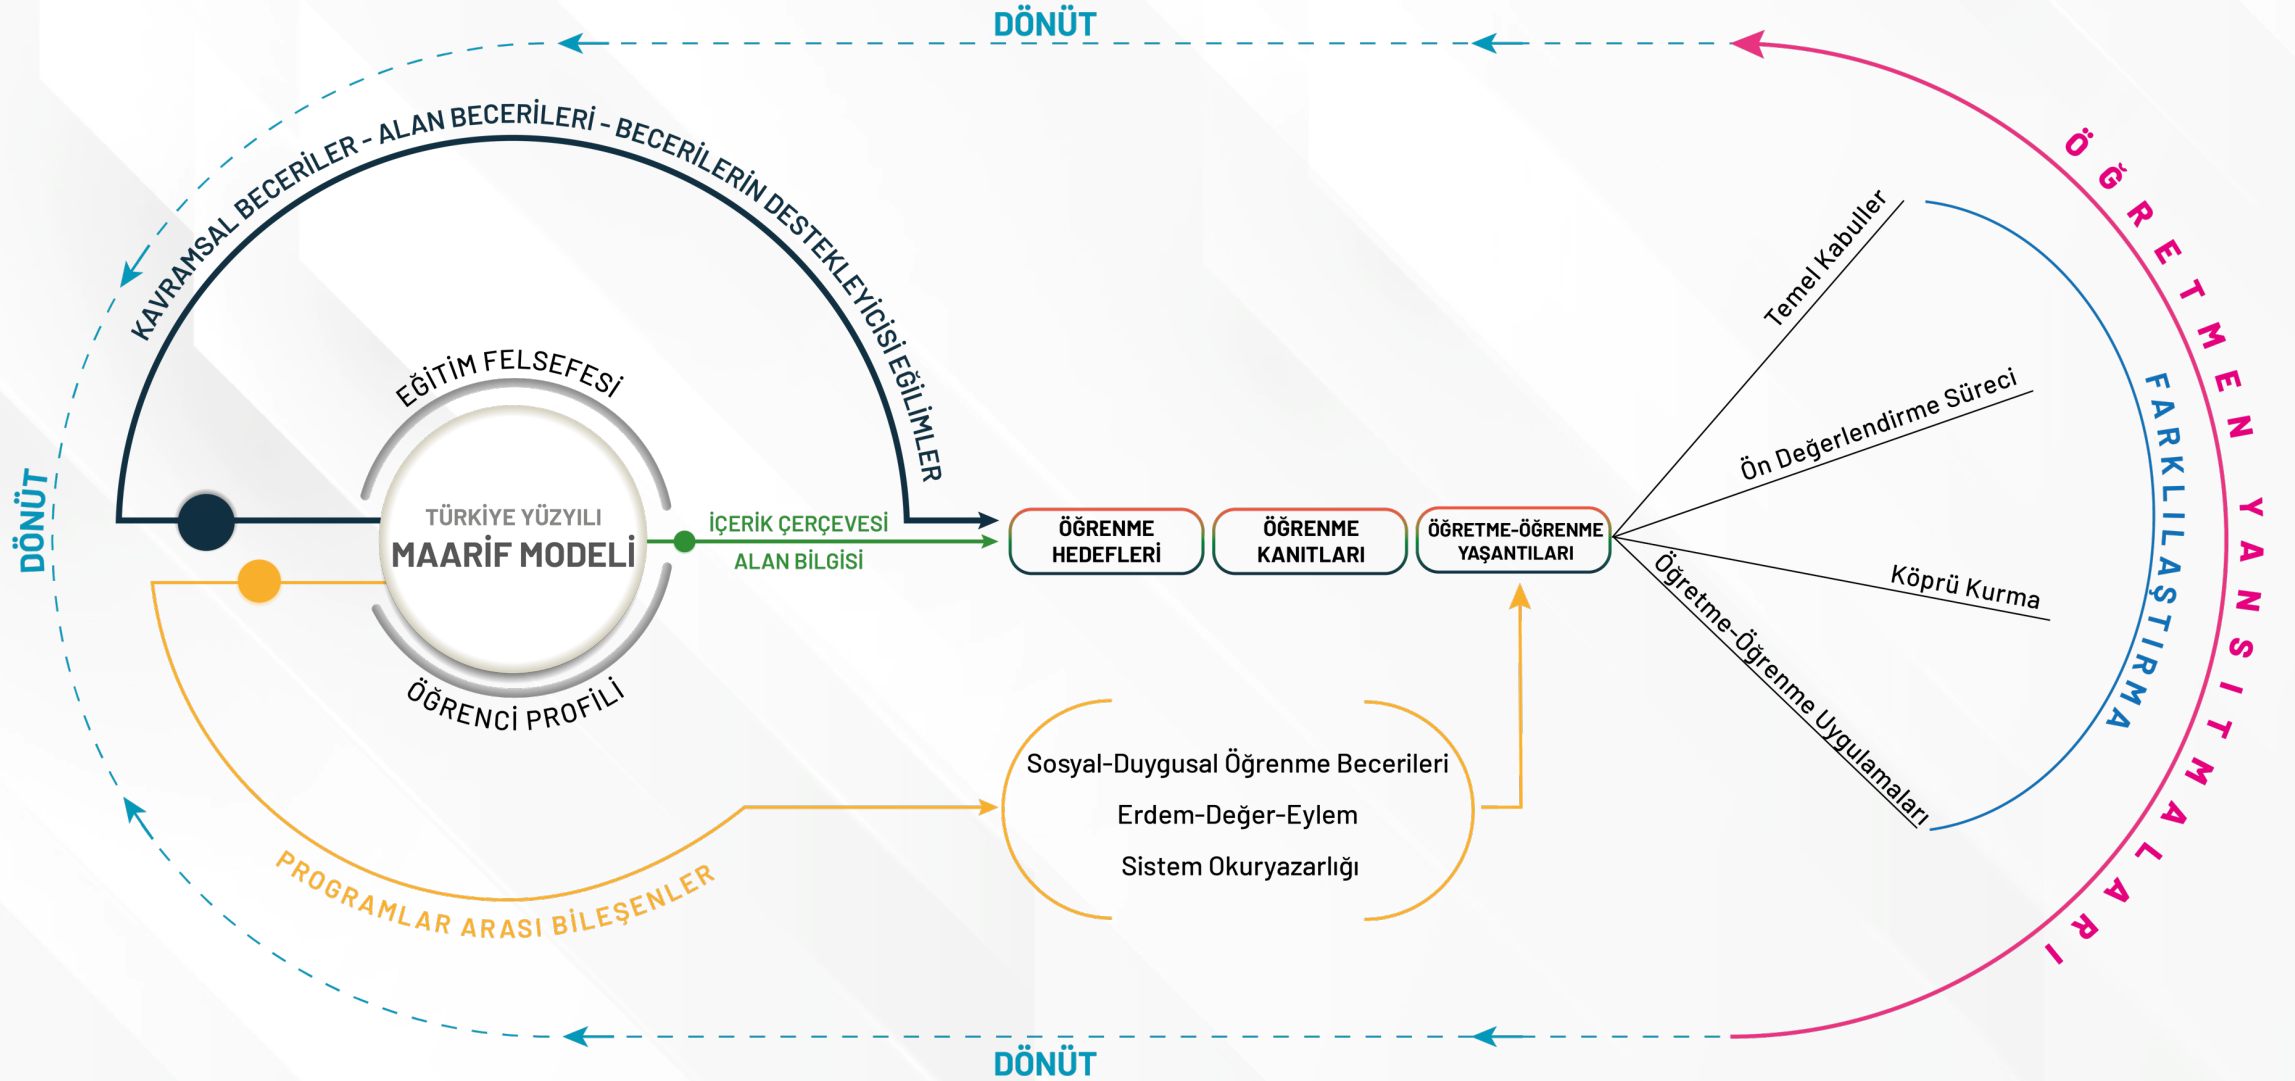 DÖNÜT
KAVRAMSAL BECERİLER - ALAN BECERİLERİ - BECERİLERİN DESTEKLEYİCİSİ EĞİLİMLER
DÖNÜT
EĞİTİM FELSEFESİ
TÜRKİYE YÜZYILI
MAARİF MODELİ
ÖĞRENCİ PROFİLİ
İÇERİK ÇERÇEVESİ
ALAN BİLGİSİ
PROGRAMLAR ARASI BİLEŞENLER
ÖĞRENME
HEDEFLERİ
ÖĞRENME
KANITLARI
ÖĞRETME-ÖĞRENME
YAŞANTILARI
Sosyal-Duygusal Öğrenme Becerileri
Erdem-Değer-Eylem
Sistem Okuryazarlığı
Temel Kabuller
Ön Değerlendirme Süreci
Köprü Kurma
Öğretme-Öğrenme Uygulamaları
FARKLILAŞTIRMA
ÖĞRETMEN YANSITMALARI
DÖNÜT